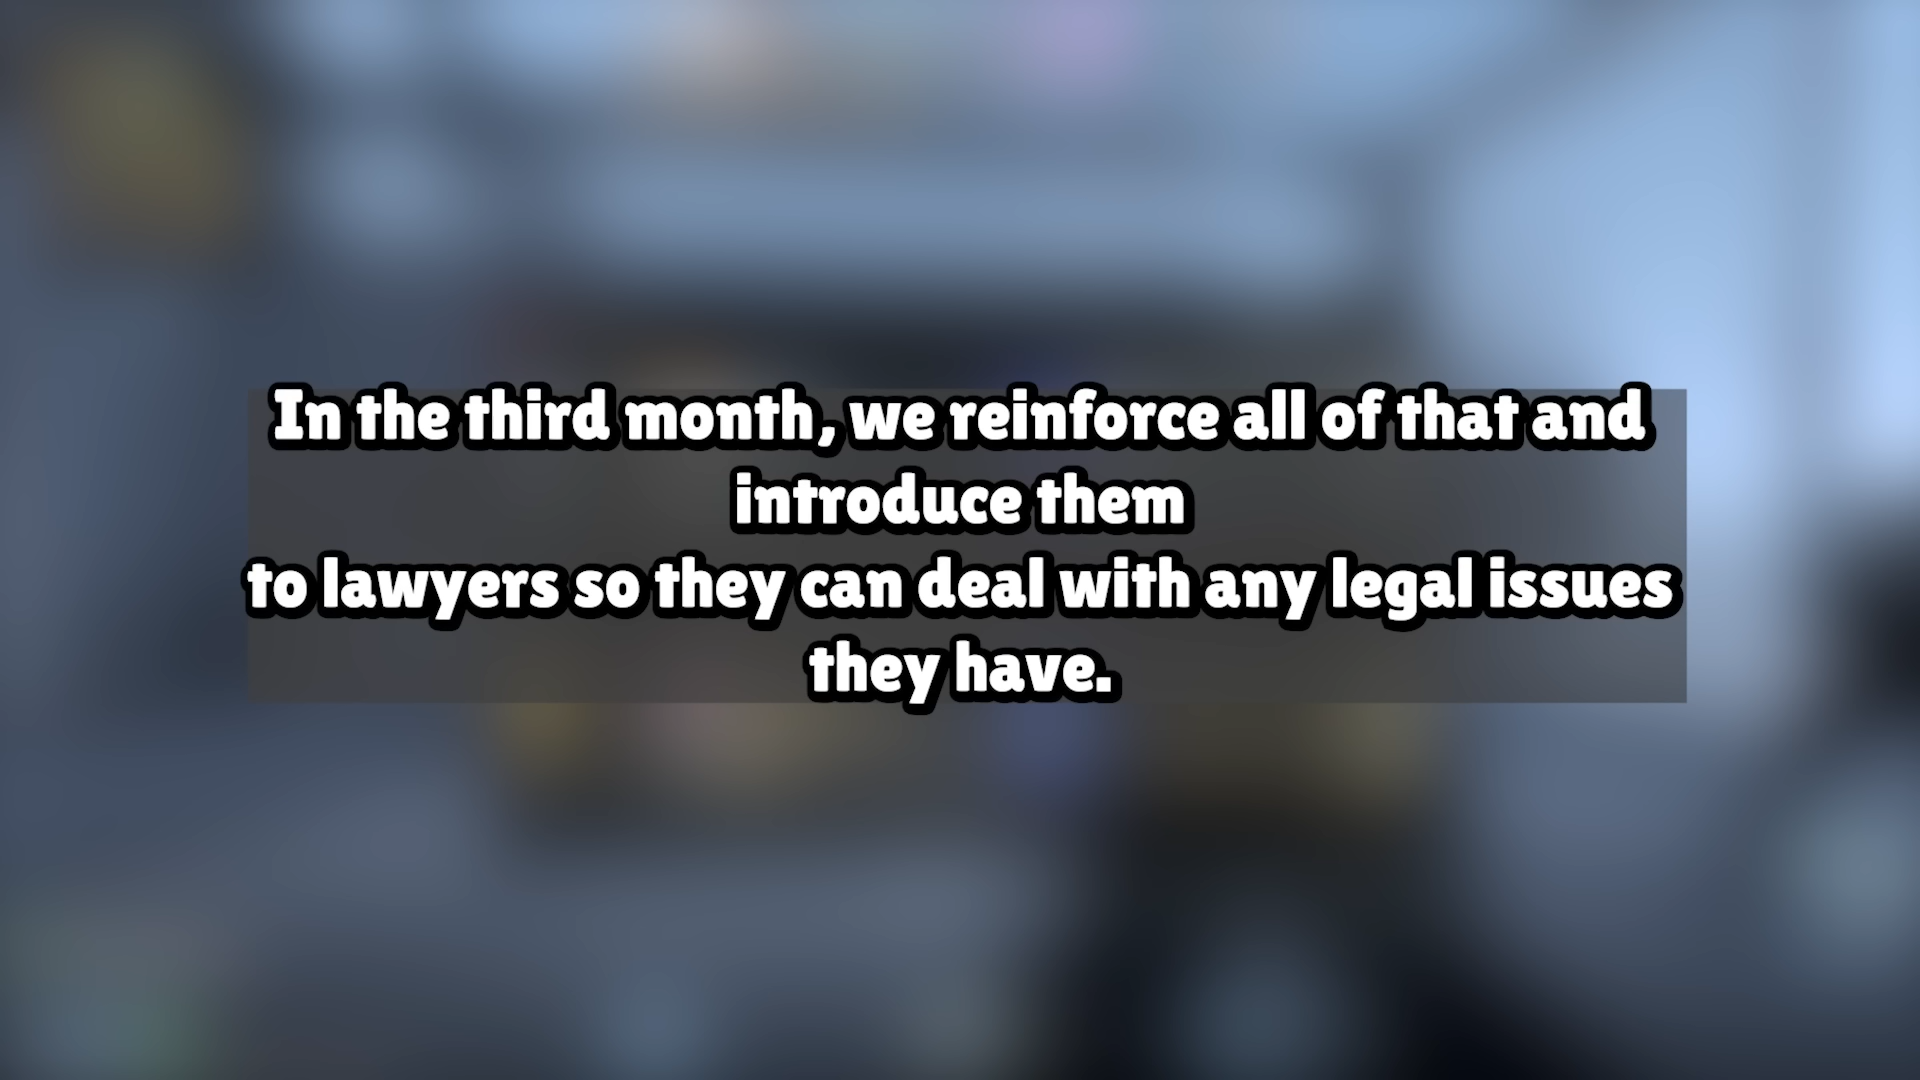 In the third month, we reinforce all of that and
introduce them
to lawyers so they can deal with any legal issues
they have.